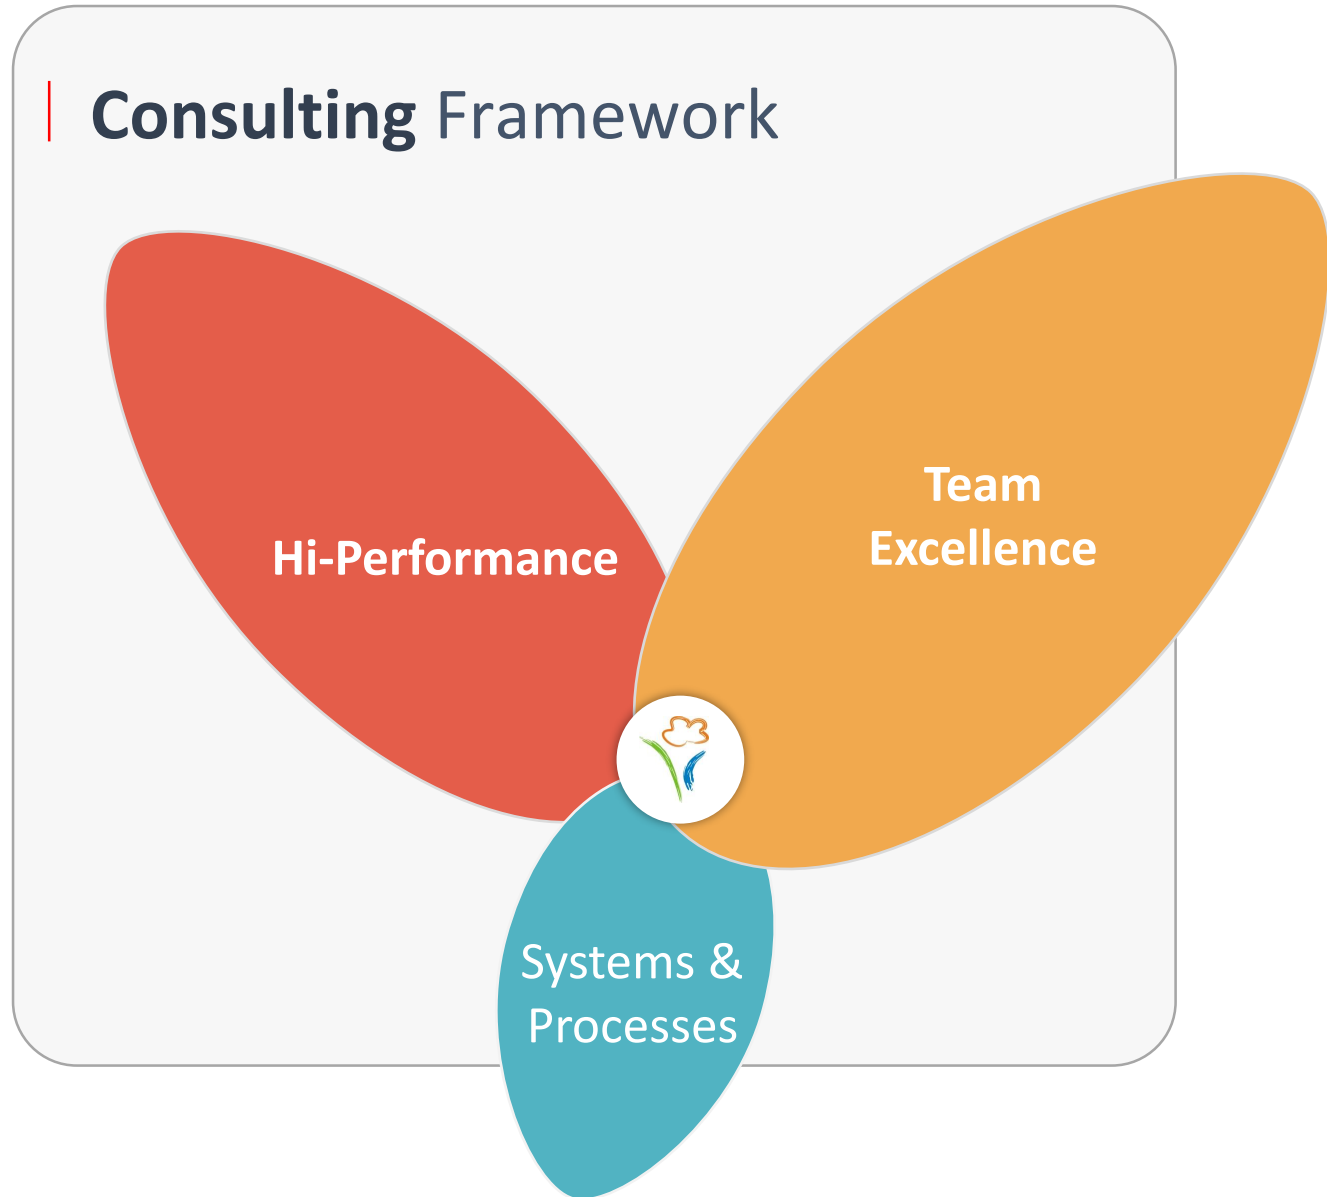 Consulting Framework
Hi-Performance
Team
Excellence
Systems &
Processes